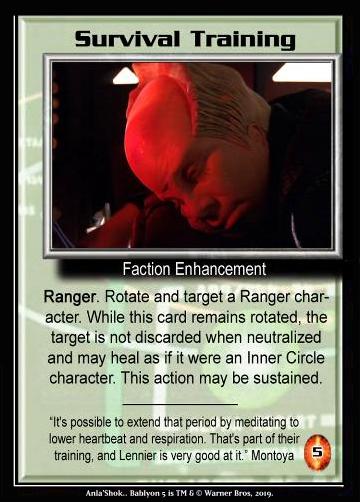 Survival Training
Faction Enhancement
Ranger. Rotate and target a Ranger char-
acter. While this card remains rotated, the
target is not discarded when neutralized
and may heal as if it were an Inner Circle
character. This action may be sustained.
"It's possible to extend that period by meditating to
lower heartbeat and respiration. That's part of their
training, and Lennier is very good at it." Montoya
5
Anla'Shok.. Bablyon 5 is TM & © Warner Bros, 2019.